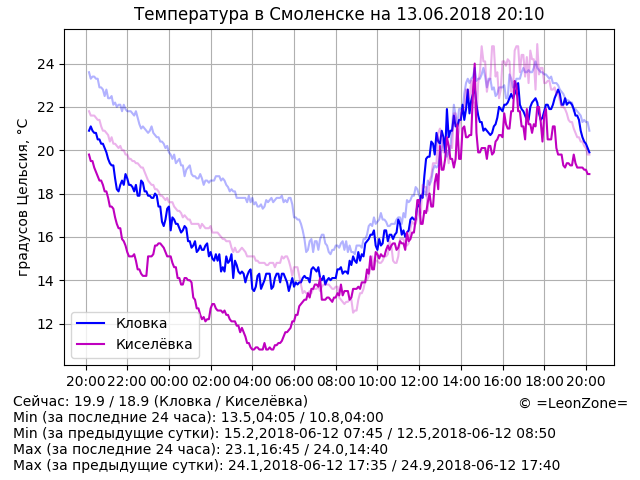 Температура в Смоленске на 13.06.2018 20:10
градусов Цельсия, °C
24
22
20
18
16
14
12
Кловка
Киселёвка
20:00 22:00 00:00 02:00 04:00 06:00 08:00 10:00 12:00 14:00 16:00 18:00 20:00
Сейчас: 19.9 / 18.9 (Кловка / Киселёвка)
© =LeonZone=
Min (за последние 24 часа): 13.5,04:05 / 10.8,04:00
Min (за предыдущие сутки): 15.2,2018-06-12 07:45 / 12.5,2018-06-12 08:50
Max (за последние 24 часа): 23.1,16:45 / 24.0,14:40
Max (за предыдущие сутки): 24.1,2018-06-12 17:35 / 24.9,2018-06-12 17:40